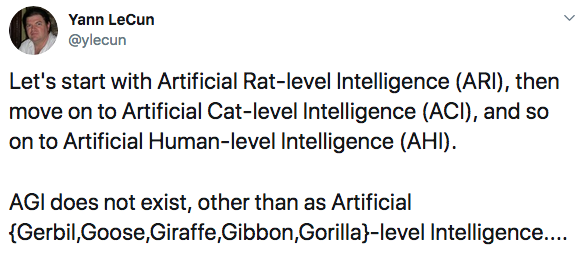 Yann LeCun
@ylecun
Let's start with Artificial Rat-level Intelligence (ARI), then
move on to Artificial Cat-level Intelligence (ACI), and so
on to Artificial Human-level Intelligence (AHI).
AGI does not exist, other than as Artificial
{Gerbil,Goose,Giraffe,Gibbon,Gorilla}-level Intelligence....